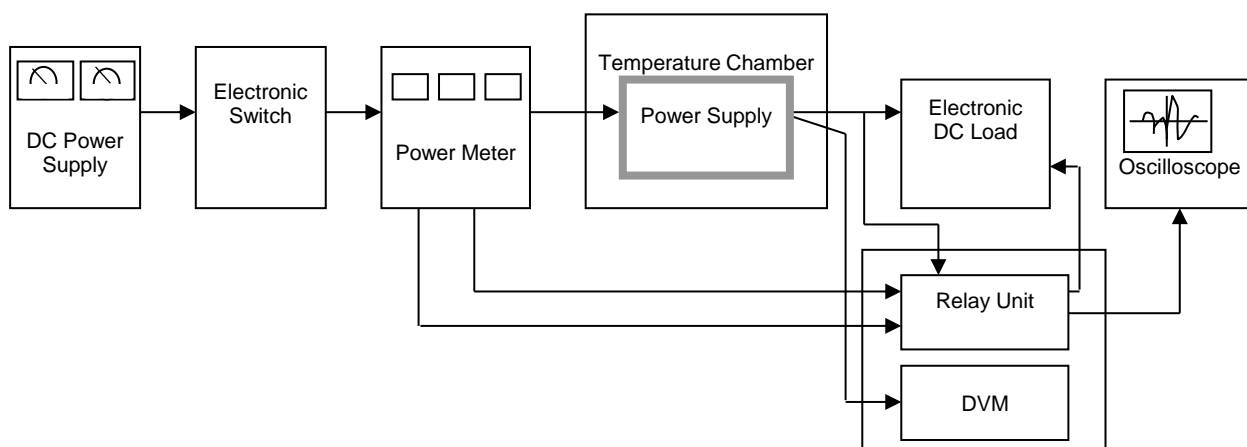 DC Power
Supply
Electronic
Switch
Power Meter
Temperature Chamber
Power Supply
Electronic
DC Load
Oscilloscope
Relay Unit
DVM